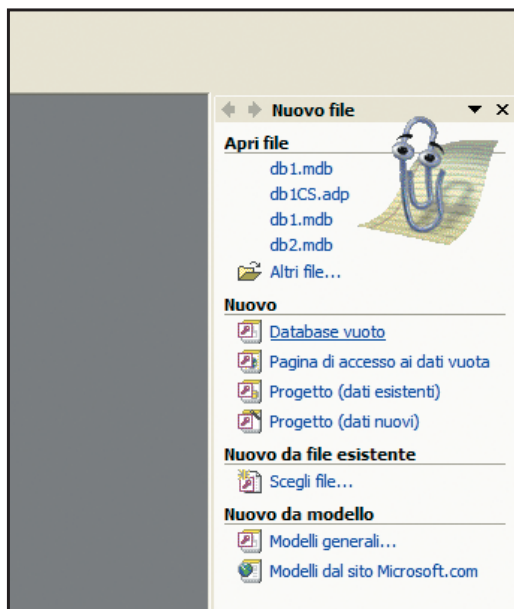 Nuovo file
Apri file
db1.mdb
db1CS.adp
db1.mdb
db2.mdb
Altri file...
Nuovo
Database vuoto
Pagina di accesso ai dati vuota
Progetto (dati esistenti)
Progetto (dati nuovi)
Nuovo da file esistente
Scegli file...
Nuovo da modello
Modelli generali...
Modelli dal sito Microsoft.com